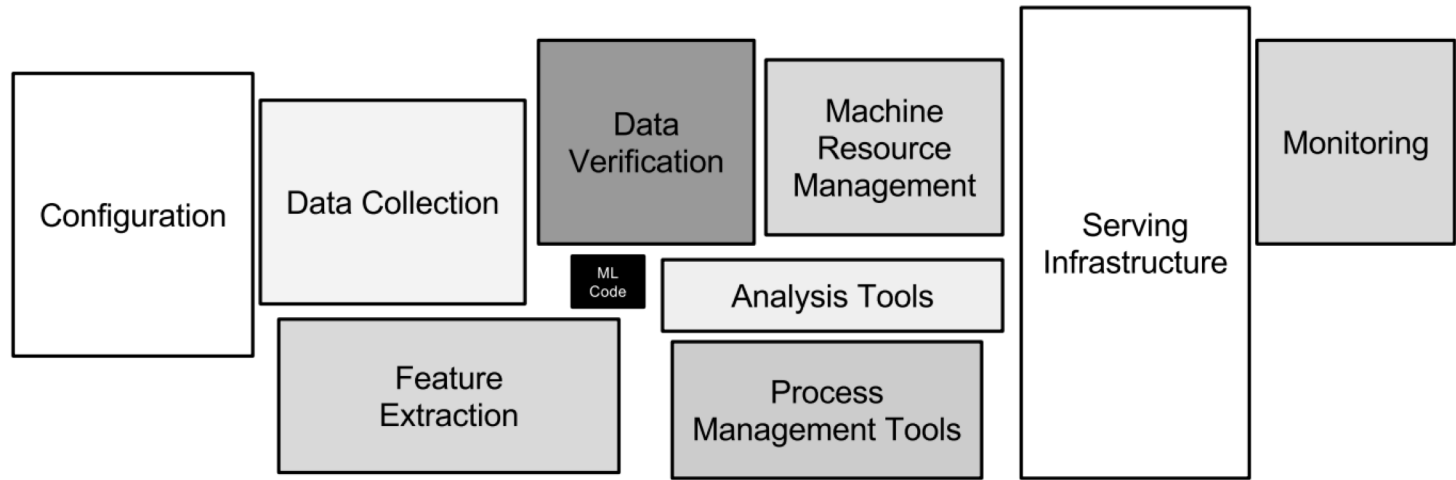 Configuration
Data Collection
Data
Verification
Machine
Resource
Management
Monitoring
Serving
Infrastructure
ML
Code
Analysis Tools
Feature
Extraction
Process
Management Tools